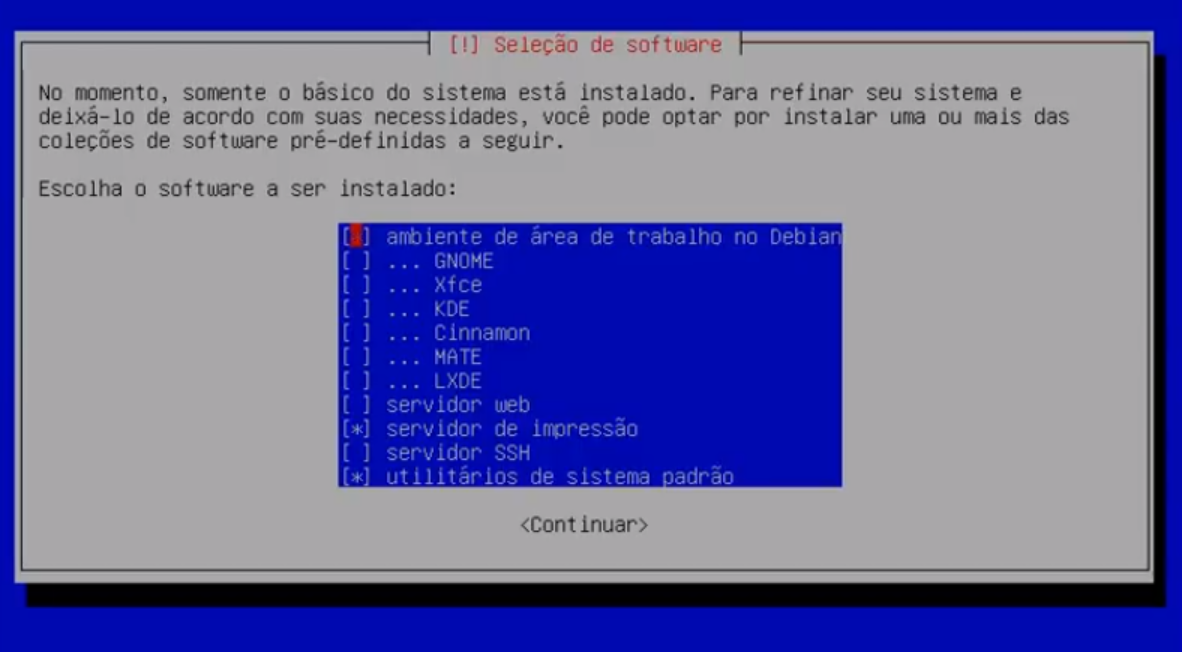 [!] Seleção de software
No momento, somente o básico do sistema está instalado. Para refinar seu sistema e
deixá-lo de acordo com suas necessidades, você pode optar por instalar uma ou mais das
coleções de software pré-definidas a seguir.
Escolha o software a ser instalado:
[*] ambiente de área de trabalho no Debian
[ ] ... GNOME
[ ] ... Xfce
[ ] ... KDE
[ ] ... Cinnamon
[ ] ... MATE
[ ] ... LXDE
[ ] servidor web
[*] servidor de impressão
[ ] servidor SSH
[*] utilitários de sistema padrão
<Continuar>